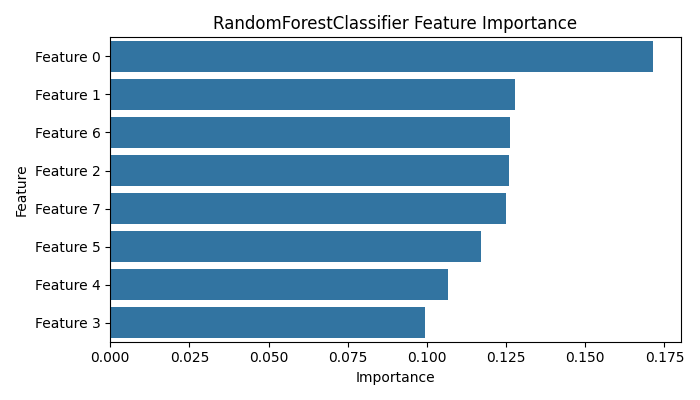 RandomForestClassifier Feature Importance
Feature 0
Feature 1
Feature 6
Feature 2
Feature 7
Feature 5
Feature 4
Feature 3
Feature
0.000 0.025 0.050 0.075 0.100 0.125 0.150 0.175
Importance